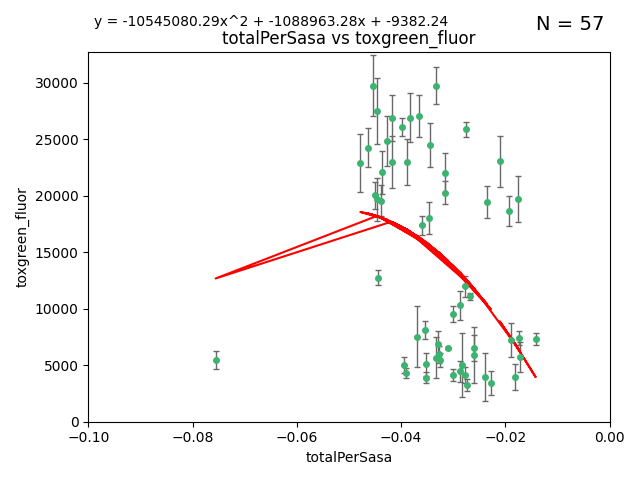 y = -10545080.29x^2 + -1088963.28x + -9382.24
N = 57
totalPerSasa vs toxgreen_fluor
30000
25000
20000
15000
10000
5000
0
toxgreen_fluor
−0.10 −0.08 −0.06 −0.04 −0.02 0.00
totalPerSasa